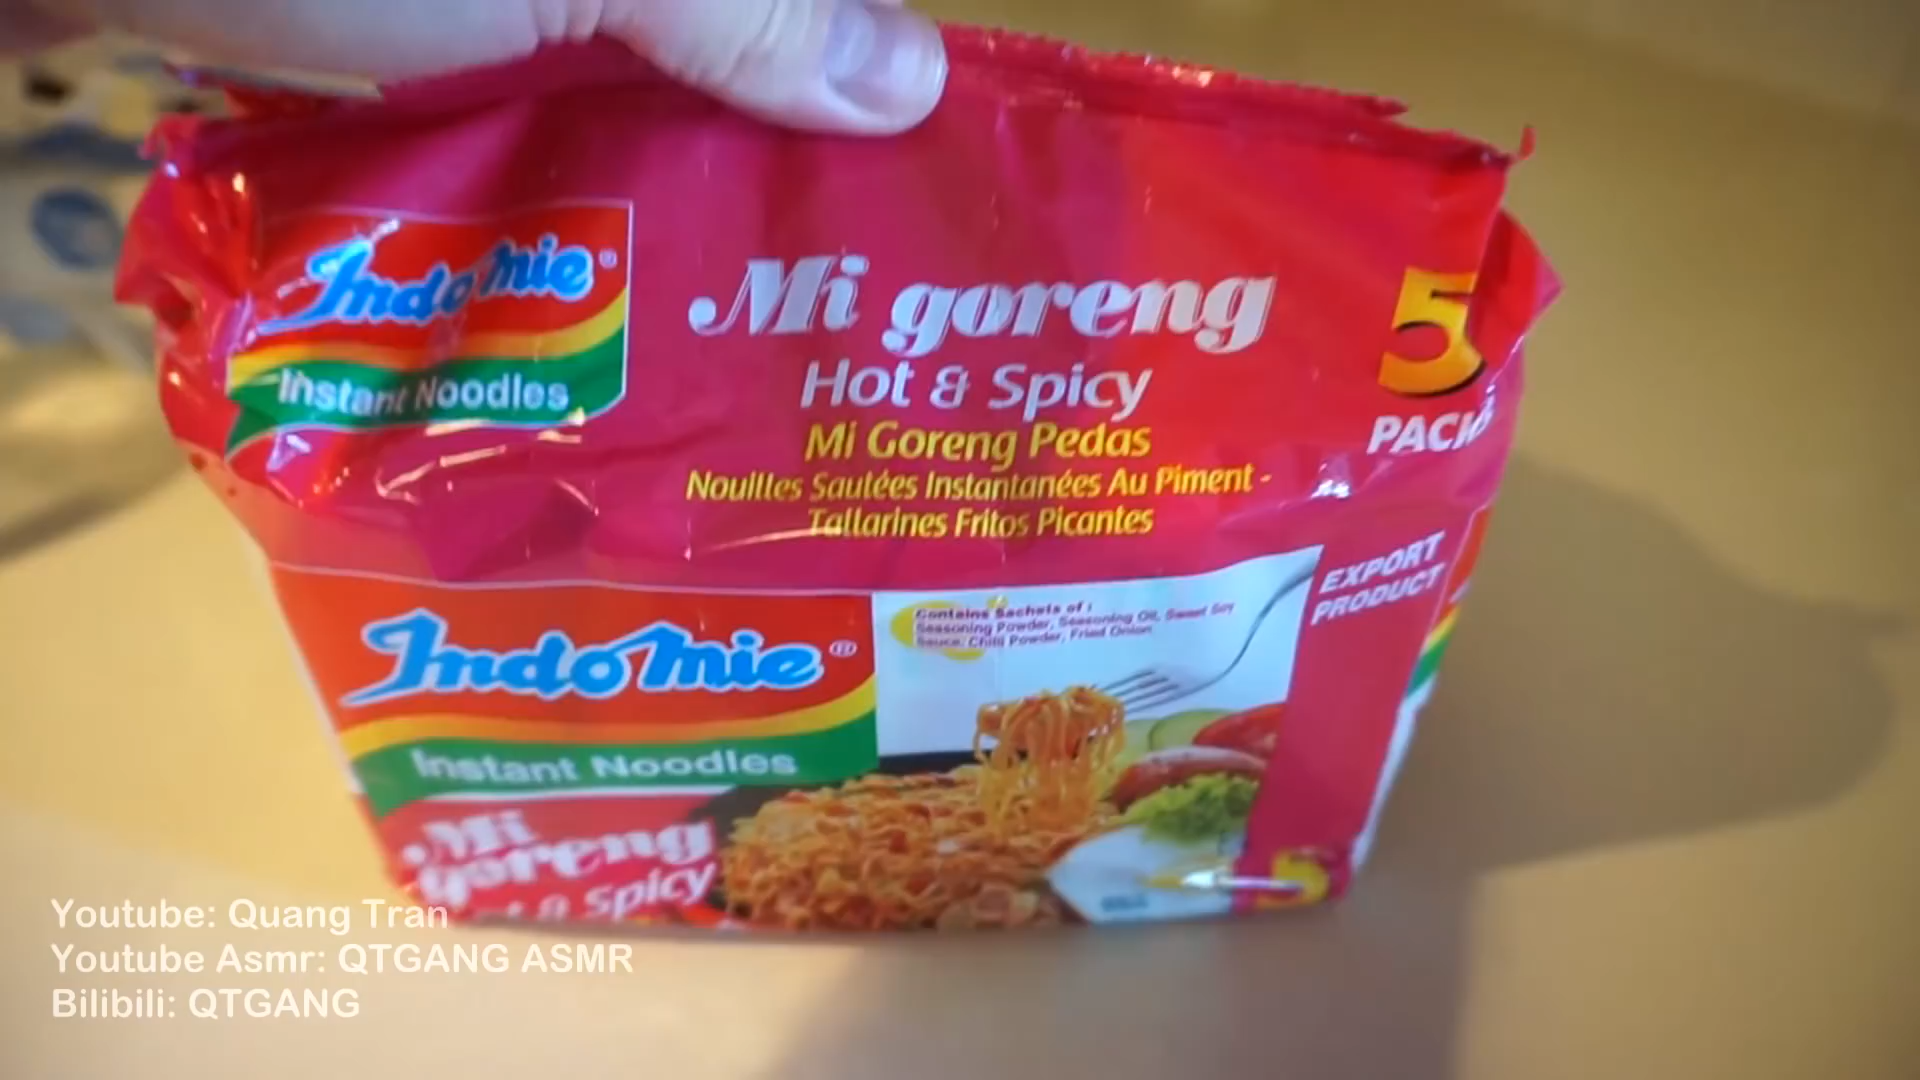 Indomie®
Instant Noodles
Mi goreng
Hot & Spicy
Mi Goreng Pedas
Nouilles Sautées Instantanées Au Piment -
Tallarines Fritos Picantes
5
PACKS
EXPORT
PRODUCT
Indomie®
Instant Noodles
Contains Sachets of :
Seasoning Powder, Seasoning Oil, Sweet Soy
Sauce, Chilli Powder, Fried Onion
Mi
goreng
& Spicy
5
Youtube: Quang Tran
Youtube Asmr: QTGANG ASMR
Bilibili: QTGANG